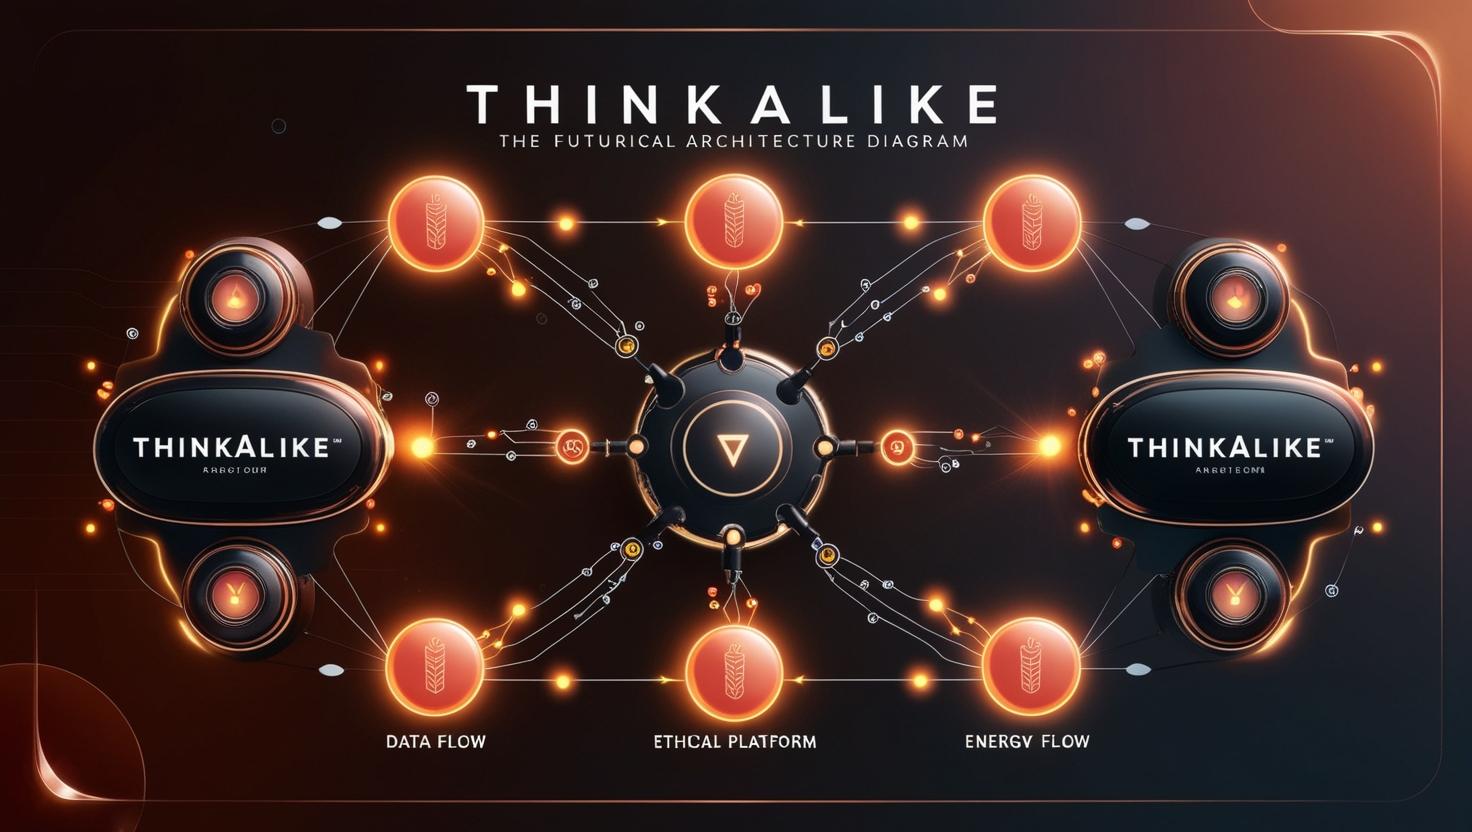 THINKALIKE
THE FUTURICAL ARCHITECTURE DIAGRAM
THINKALIKE
THINKALIKE
DATA FLOW
ETHCAL PLATFORM
ENERGV FLOW